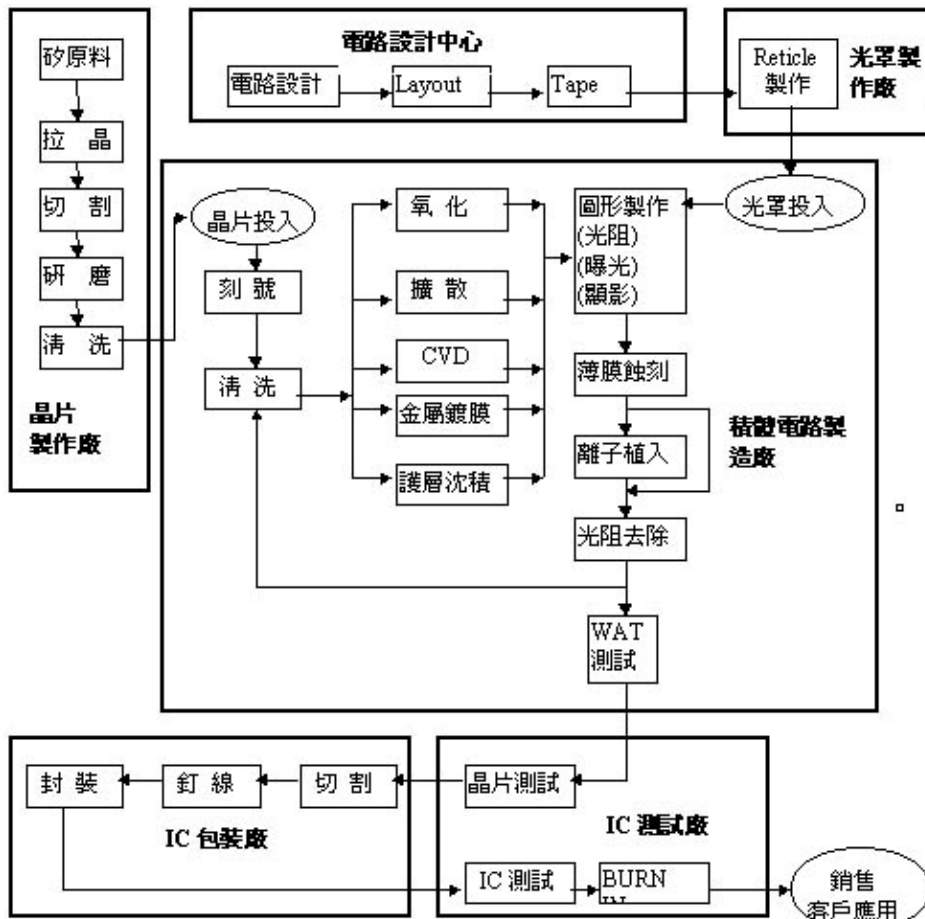 矽原料
拉 晶
切 割
研 磨
清 洗
晶片
製作廠
電路設計中心
電路設計
Layout
Tape
Reticle
製作
光罩製
作廠
晶片投入
刻 號
清 洗
氧 化
擴 散
CVD
金屬鍍膜
護層沈積
圖形製作
(光阻)
(曝光)
(顯影)
光罩投入
薄膜蝕刻
離子植入
光阻去除
積體電路製
造廠
WAT
測試
封 裝
釘 線
切 割
IC 包裝廠
晶片測試
IC 測試廠
IC 測試
BURN
IN
銷售
客戶應用